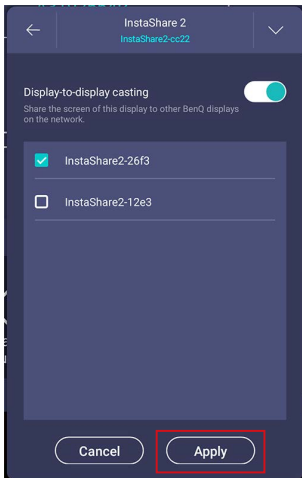 InstaShare 2
InstaShare2-cc22
Display-to-display casting
Share the screen of this display to other BenQ displays
on the network.
InstaShare2-26f3
InstaShare2-12e3
Cancel
Apply